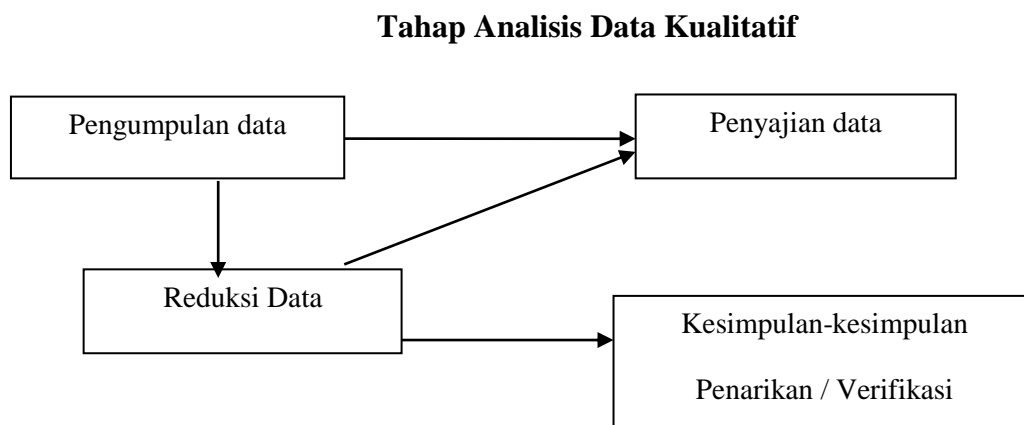 Tahap Analisis Data Kualitatif
Pengumpulan data
Penyajian data
Reduksi Data
Kesimpulan-kesimpulan
Penarikan / Verifikasi